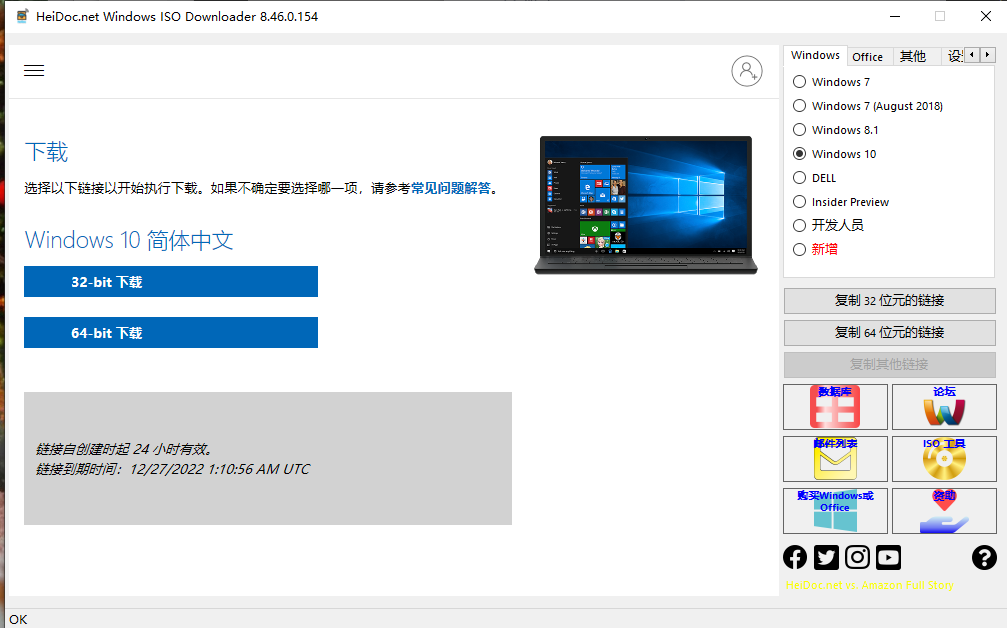 HeiDoc.net Windows ISO Downloader 8.46.0.154
Windows
Office
其他
设
下载
选择以下链接以开始执行下载。如果不确定要选择哪一项，请参考常见问题解答。
Windows 10 简体中文
32-bit 下载
64-bit 下载
链接自创建时起 24 小时有效。
链接到期时间：12/27/2022 1:10:56 AM UTC
Windows 7
Windows 7 (August 2018)
Windows 8.1
Windows 10
DELL
Insider Preview
开发人员
新增
复制 32 位元的链接
复制 64 位元的链接
复制其他链接
数据库
论坛
邮件列表
ISO 工具
购买Windows或
Office
资助
HeiDoc.net vs. Amazon Full Story
OK